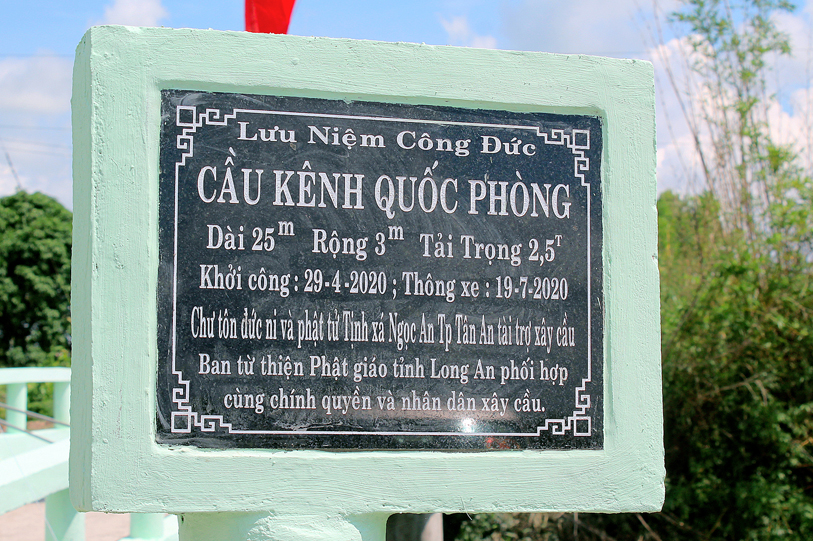 Lưu Niệm Công Đức
CẦU KÊNH QUỐC PHÒNG
Dài 25m Rộng 3m Tải Trọng 2,5T
Khởi công : 29-4-2020 ; Thông xe : 19-7-2020
Chư tôn đức ni và phật tử Tịnh xá Ngọc An Tp Tân An tài trợ xây cầu
Ban từ thiện Phật giáo tỉnh Long An phối hợp
cùng chính quyền và nhân dân xây cầu.